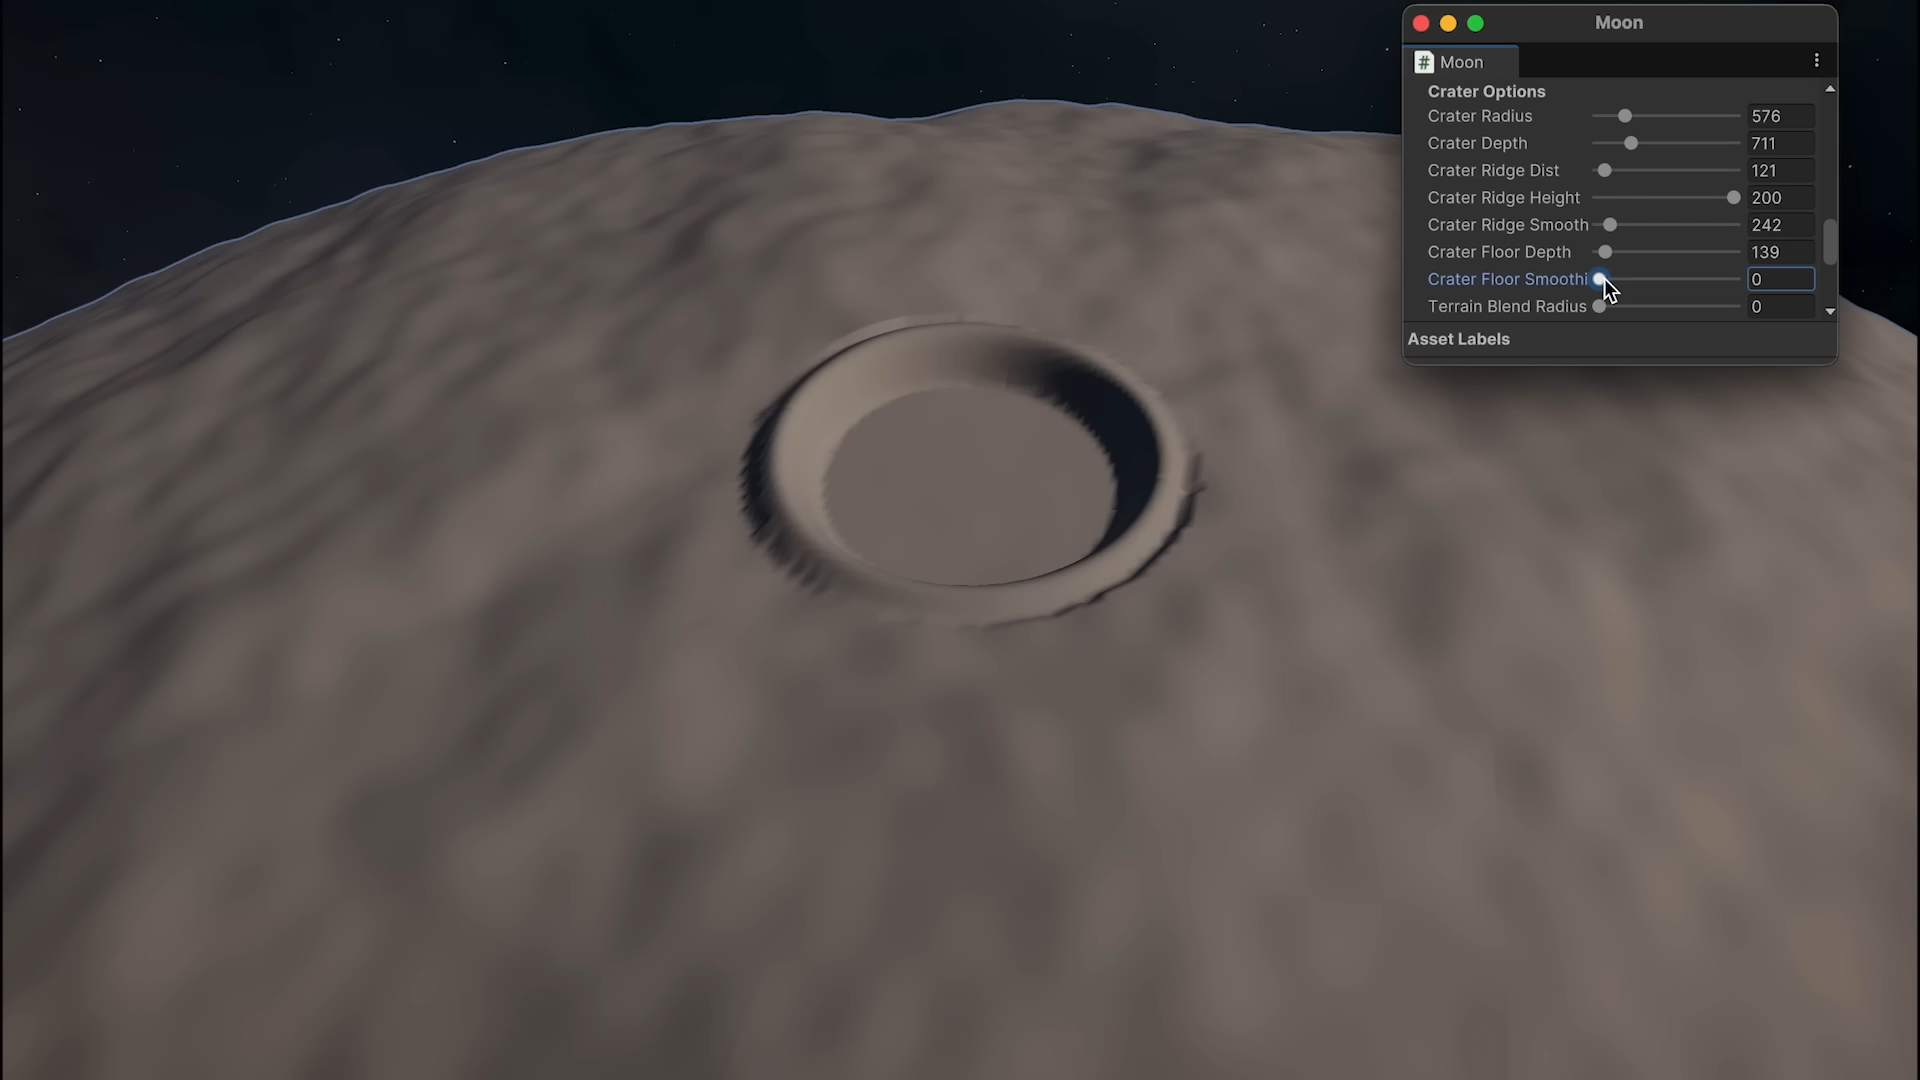 Moon
# Moon
Crater Options
Crater Radius 576
Crater Depth 711
Crater Ridge Dist 121
Crater Ridge Height 200
Crater Ridge Smooth 242
Crater Floor Depth 139
Crater Floor Smoothi 0
Terrain Blend Radius 0
Asset Labels